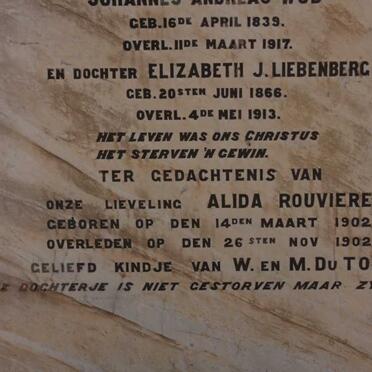 JOHANNES ANDREAS
GEB. 16DE APRIL 1839.
OVERL. 11DE MAART 1917.
EN DOCHTER ELIZABETH J. LIEBENBERG
GEB. 20STEN JUNI 1866.
OVERL. 4DE MEI 1913.
HET LEVEN WAS ONS CHRISTUS
HET STERVEN 'N GEWIN.
TER GEDACHTENIS VAN
ONZE LIEVELING ALIDA ROUVIERE
GEBOREN OP DEN 14DEN MAART 1902
OVERLEDEN OP DEN 26STEN NOV 1902
GELIEFD KINDJE VAN W. EN M. DU TO
E DOCHTERJE IS NIET GESTORVEN MAAR